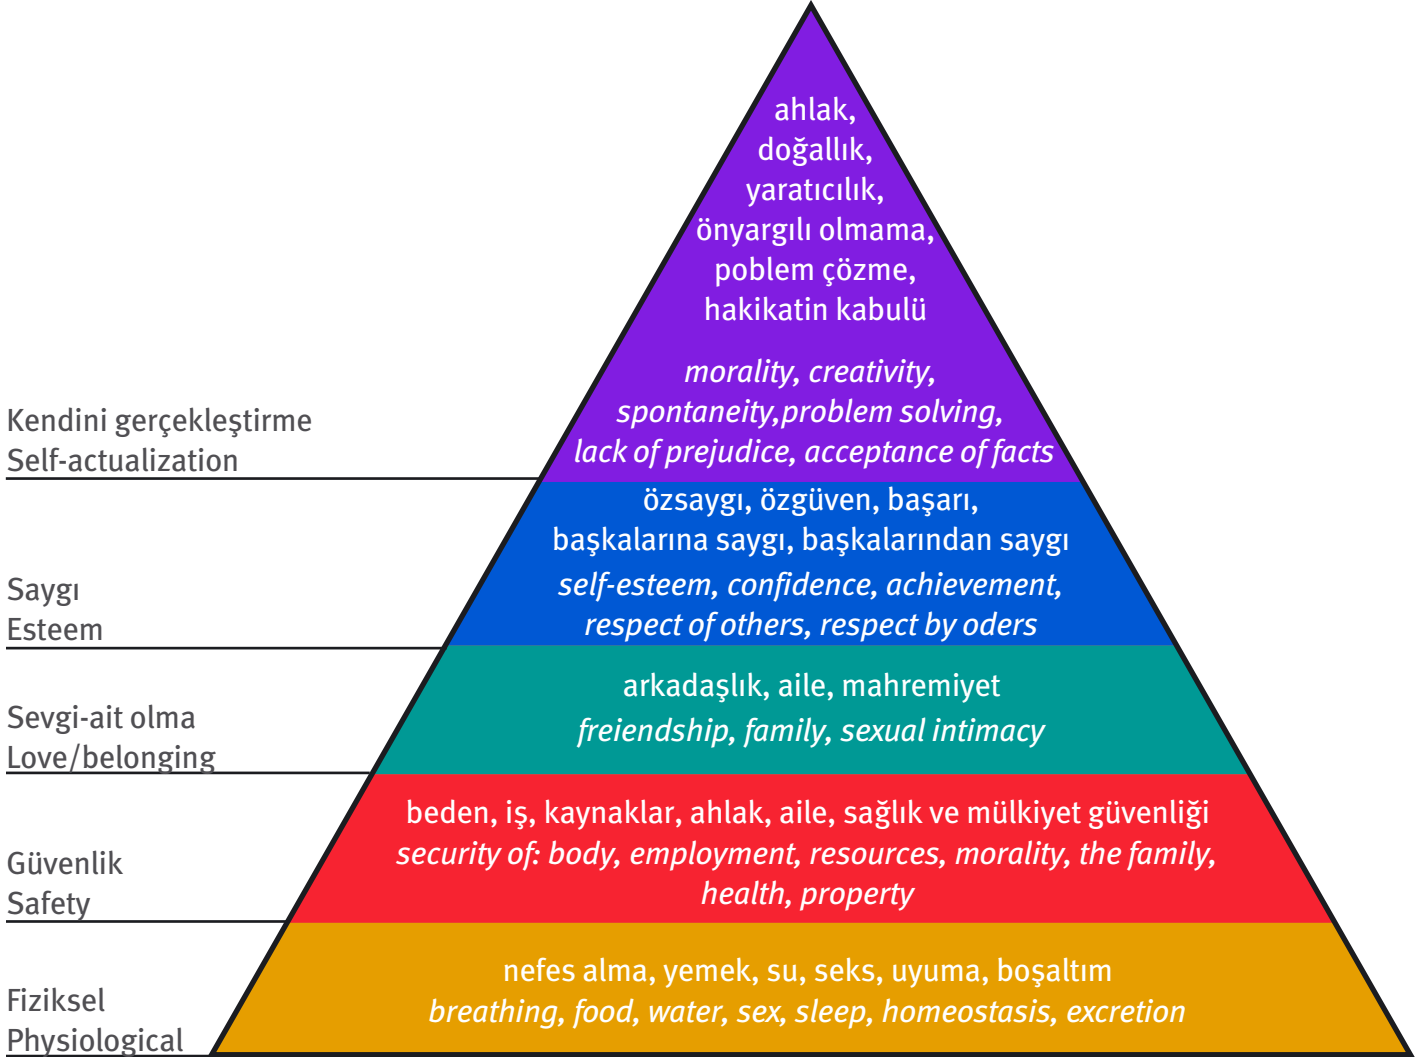 ahlak,
doğallık,
yaratıcılık,
önyargılı olmama,
poblem çözme,
hakikatin kabulü
morality, creativity,
spontaneity,problem solving,
lack of prejudice, acceptance of facts
Kendini gerçekleştirme
Self-actualization
özsaygı, özgüven, başarı,
başkalarına saygı, başkalarından saygı
self-esteem, confidence, achievement,
respect of others, respect by oders
Saygı
Esteem
arkadaşlık, aile, mahremiyet
freiendship, family, sexual intimacy
Sevgi-ait olma
Love/belonging
beden, iş, kaynaklar, ahlak, aile, sağlık ve mülkiyet güvenliği
security of: body, employment, resources, morality, the family,
health, property
Güvenlik
Safety
nefes alma, yemek, su, seks, uyuma, boşaltım
breathing, food, water, sex, sleep, homeostasis, excretion
Fiziksel
Physiological